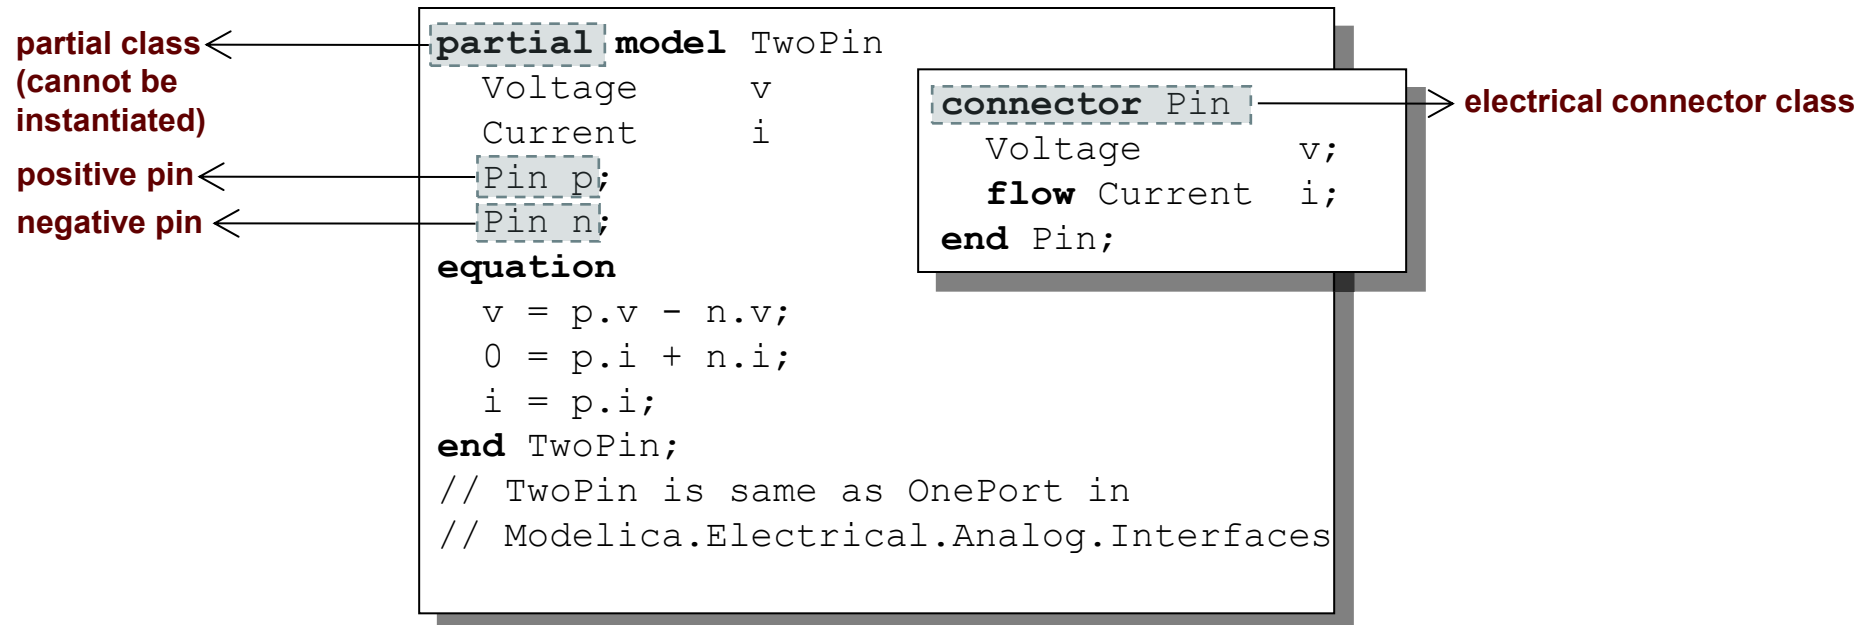 partial class
(cannot be
instantiated)
positive pin
negative pin
partial model TwoPin
Voltage v
Current i
Pin p;
Pin n;
equation
v = p.v - n.v;
0 = p.i + n.i;
i = p.i;
end TwoPin;
// TwoPin is same as OnePort in
// Modelica.Electrical.Analog.Interfaces
connector Pin
Voltage v;
flow Current i;
end Pin;
electrical connector class